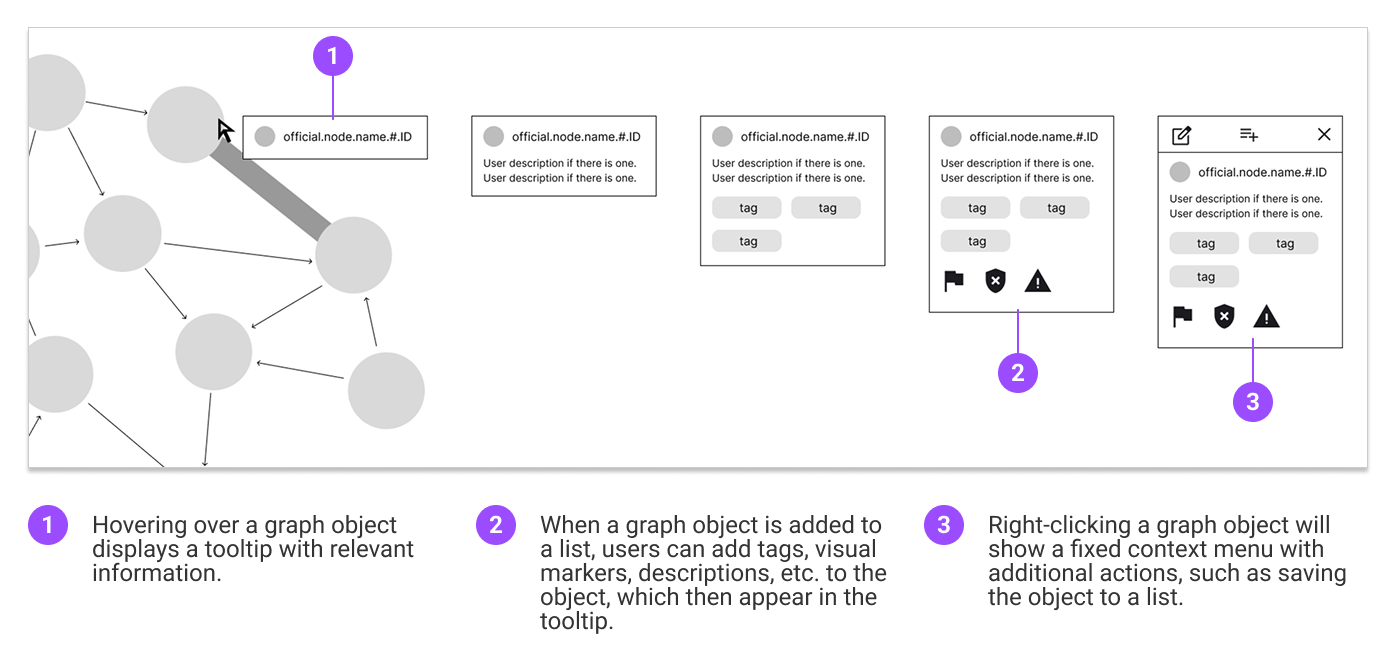 1
official.node.name.#.ID
official.node.name.#.ID
User description if there is one.
User description if there is one.
official.node.name.#.ID
User description if there is one.
User description if there is one.
tag tag
tag
official.node.name.#.ID
User description if there is one.
User description if there is one.
tag tag
tag
2
official.node.name.#.ID
User description if there is one.
User description if there is one.
tag tag
tag
3
1
Hovering over a graph object
displays a tooltip with relevant
information.
2
When a graph object is added to
a list, users can add tags, visual
markers, descriptions, etc. to the
object, which then appear in the
tooltip.
3
Right-clicking a graph object will
show a fixed context menu with
additional actions, such as saving
the object to a list.